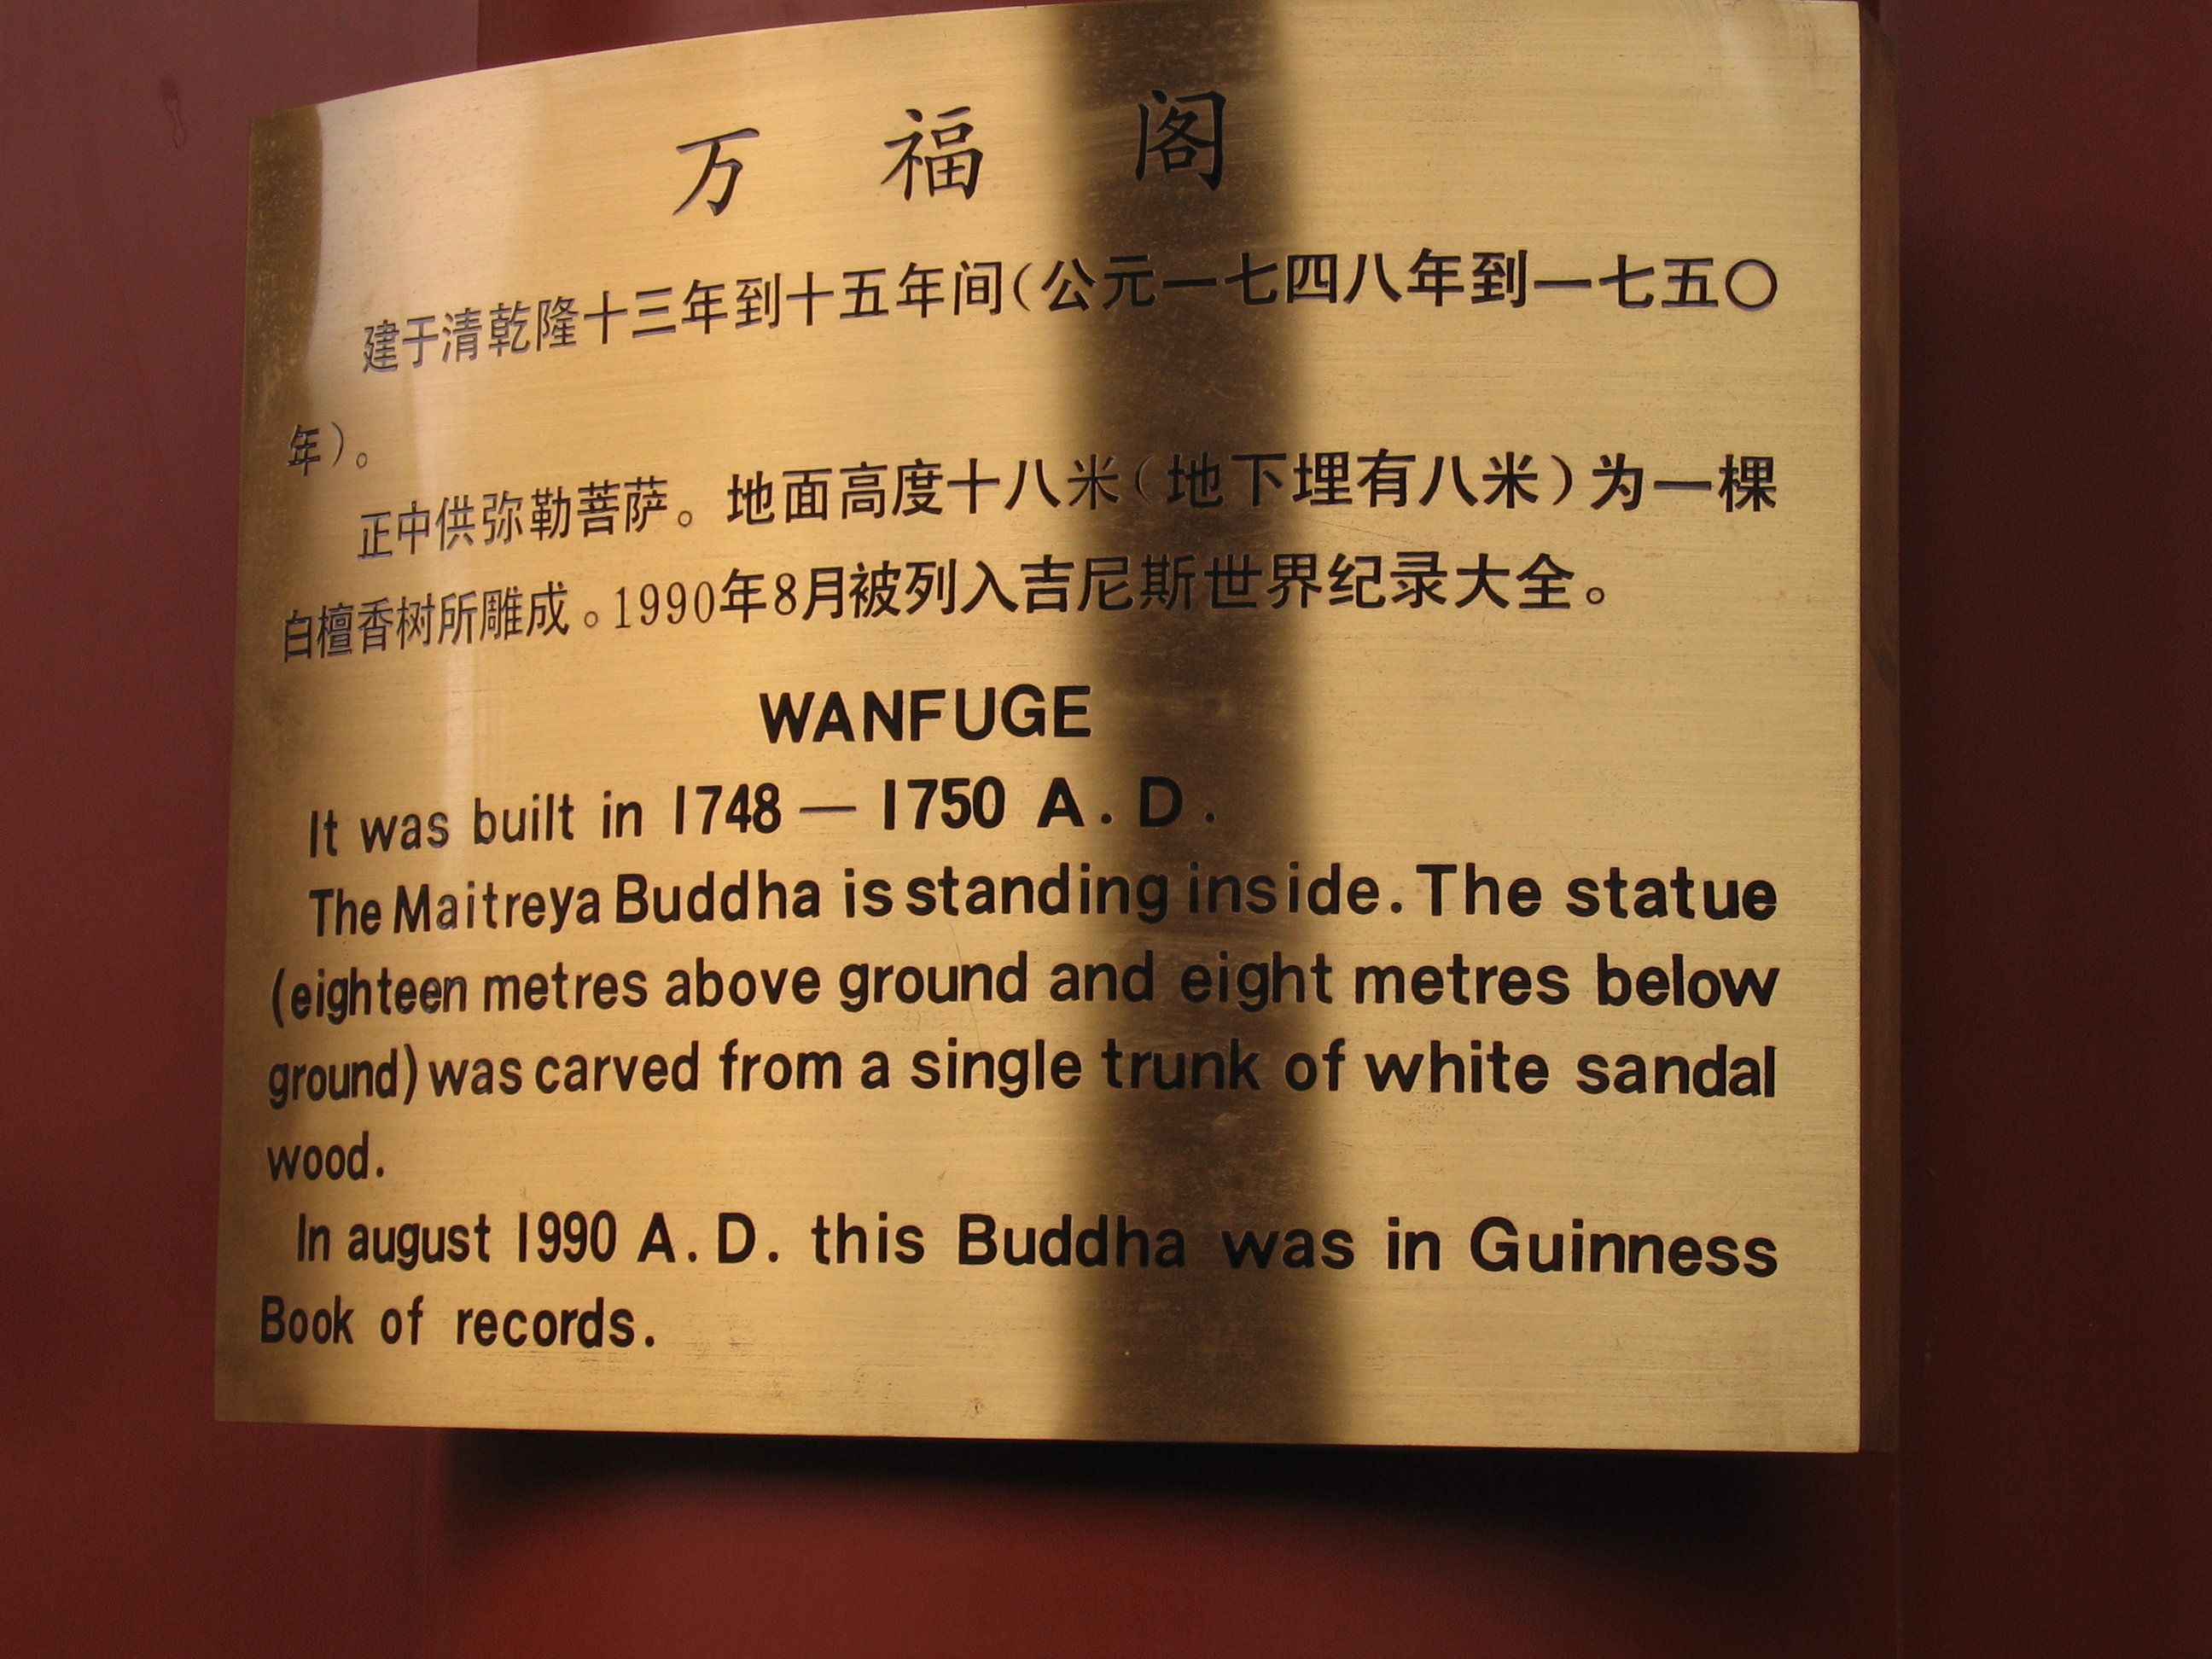 万福阁
建于清乾隆十三年到十五年间(公元一七四八年到一七五〇
年)。
正中供弥勒菩萨。地面高度十八米(地下埋有八米)为一棵
白檀香树所雕成。1990年8月被列入吉尼斯世界纪录大全。
WANFUGE
It was built in 1748 — 1750 A. D.
The Maitreya Buddha is standing inside. The statue
(eighteen metres above ground and eight metres below
ground) was carved from a single trunk of white sandal
wood.
In august 1990 A. D. this Buddha was in Guinness
Book of records.